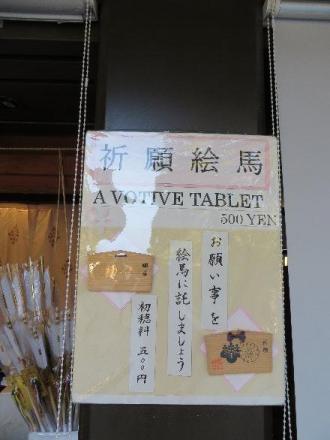 祈願絵馬
A VOTIVE TABLET
500 YEN
お願い事を
絵馬に託しましょう
初穂料 五〇〇円